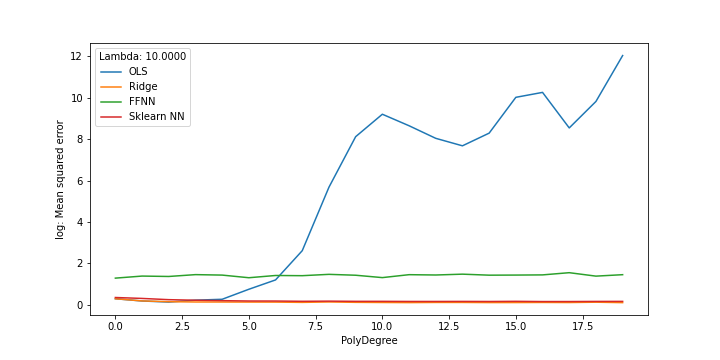 Lambda: 10.0000
OLS
Ridge
FFNN
Sklearn NN
log: Mean squared error
12
10
8
6
4
2
0
0.0 2.5 5.0 7.5 10.0 12.5 15.0 17.5
PolyDegree